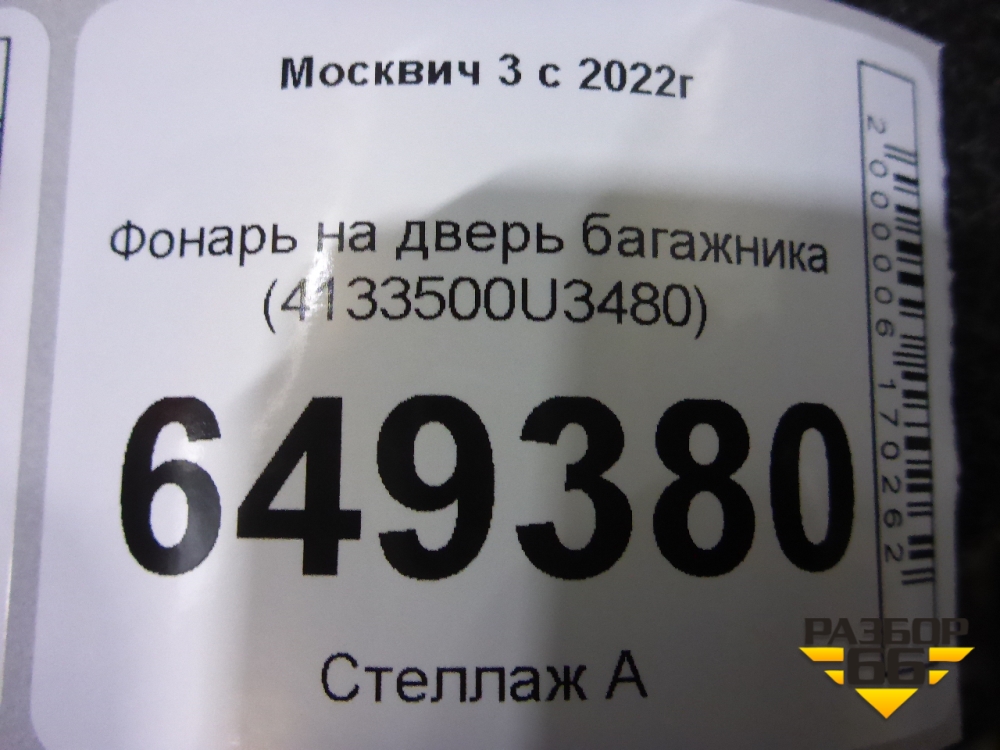 Москвич 3 с 2022г
Фонарь на дверь багажника
(4133500U3480)
649380
Стеллаж А
2000006170262
РАЗБОР
66